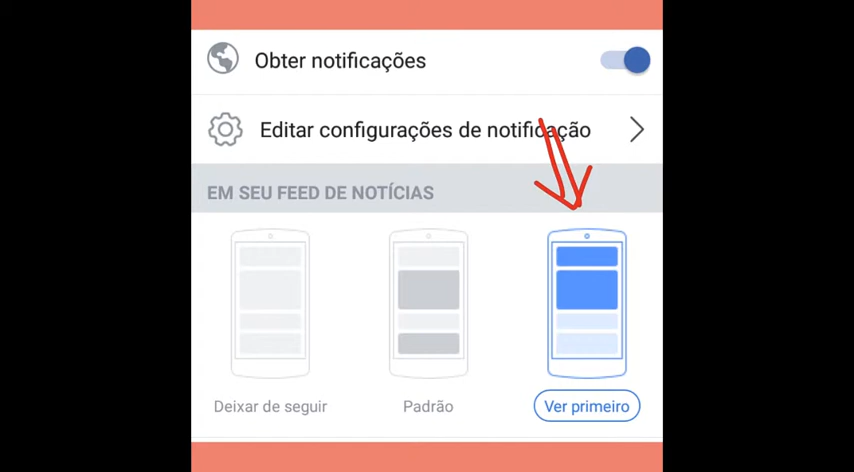 Obter notificações
Editar configurações de notificação
EM SEU FEED DE NOTÍCIAS
Deixar de seguir
Padrão
Ver primeiro